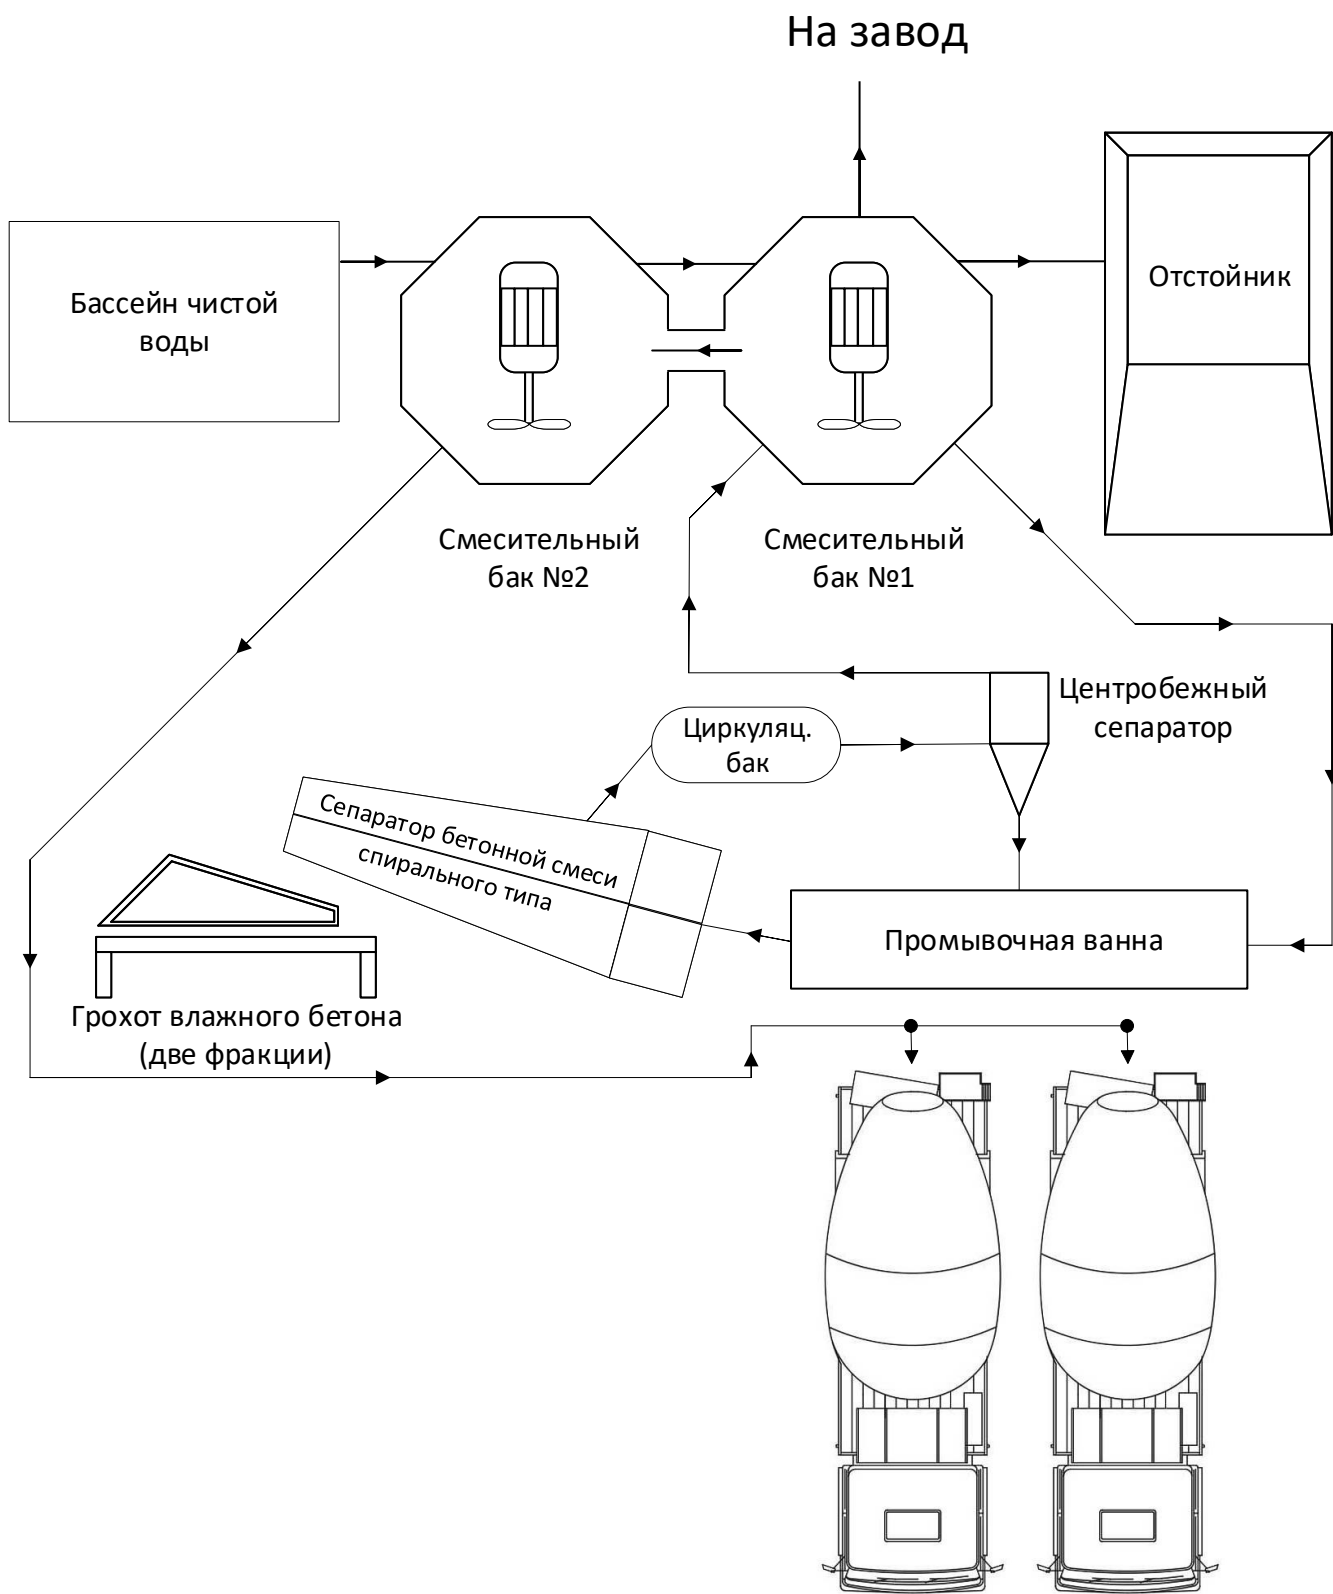 На завод
Бассейн чистой
воды
Отстойник
Смесительный
бак №2
Смесительный
бак №1
Центробежный
сепаратор
Циркуляц.
бак
Сепаратор бетонной смеси
спирального типа
Промывочная ванна
Грохот влажного бетона
(две фракции)